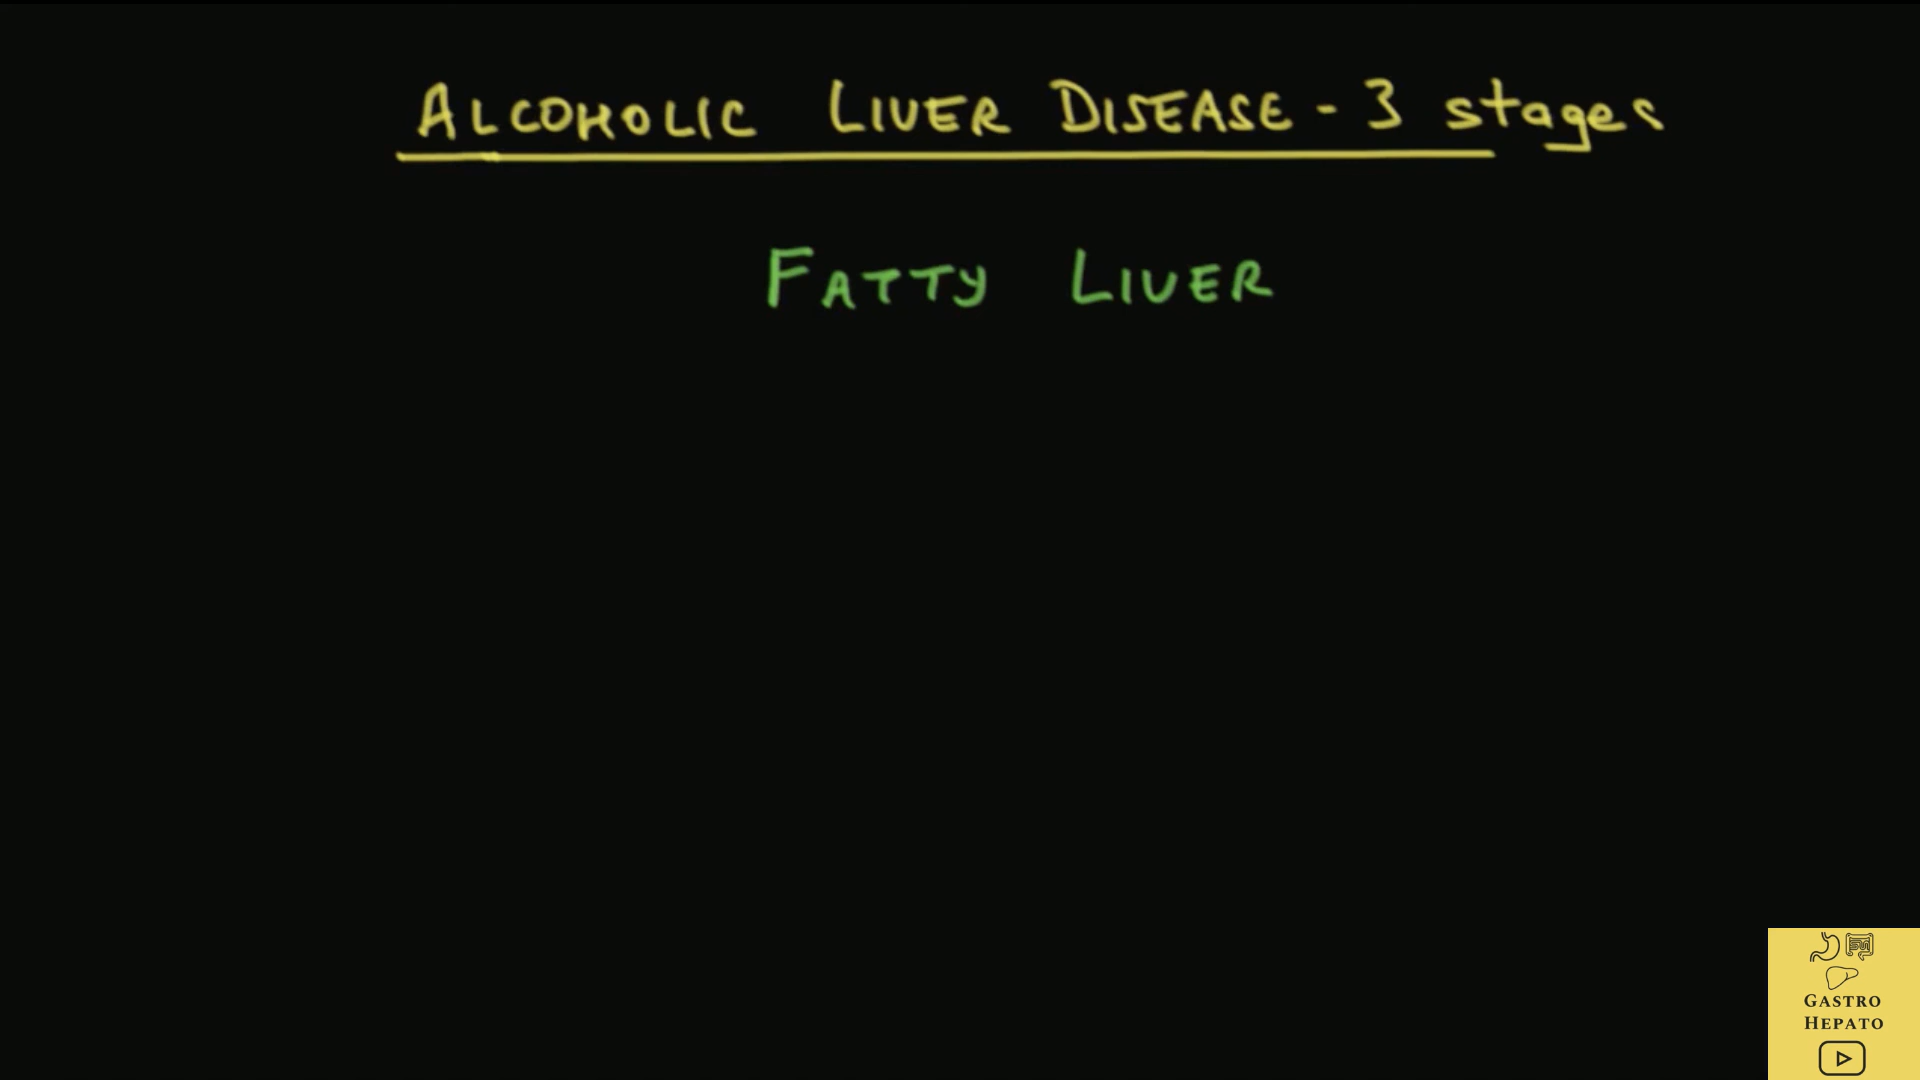 ALCOHOLIC LIVER DISEASE - 3 stages
FATTY LIVER
GASTRO
HEPATO